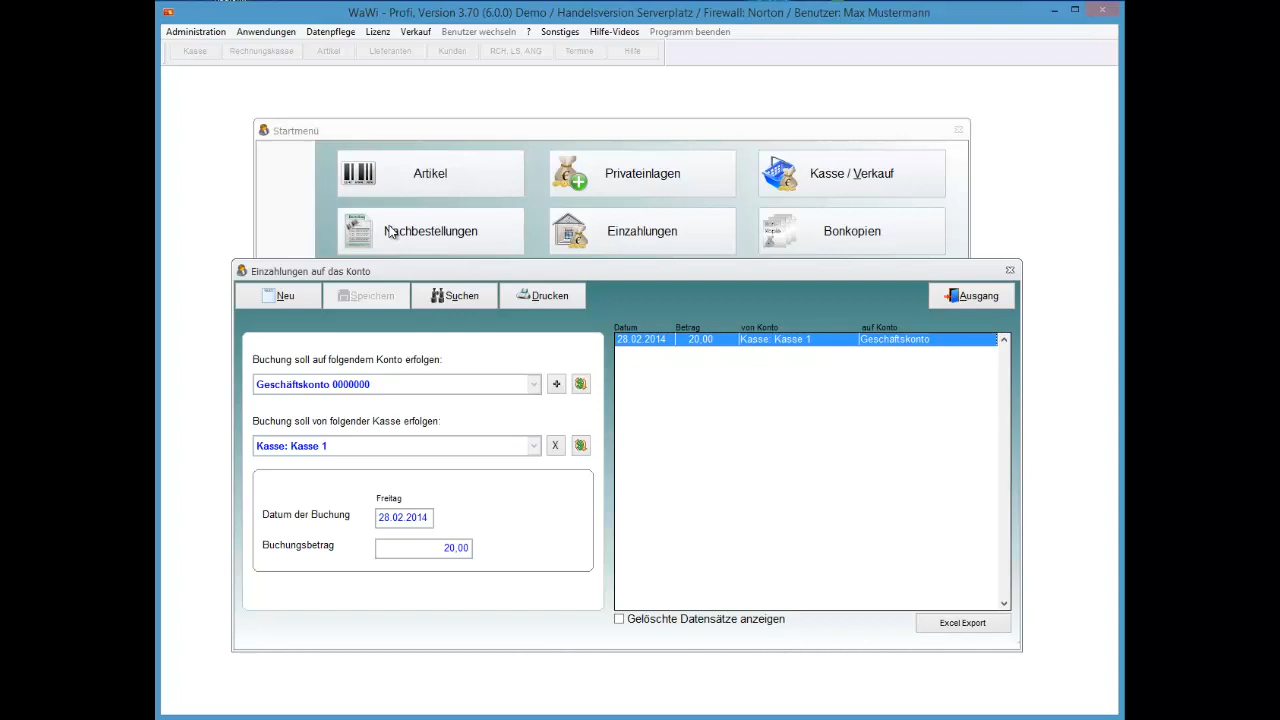 WaWi - Profi, Version 3.70 (6.0.0) Demo / Handelsversion Serverplatz / Firewall: Norton / Benutzer: Max Mustermann
Administration Anwendungen Datenpflege Lizenz Verkauf Benutzer wechseln ? Sonstiges Hilfe-Videos Programm beenden
Kasse Rechnungskasse Artikel Lieferanten Kunden RCH, LS, ANG Termine Hilfe
Startmenü
Artikel Privateinlagen Kasse / Verkauf
Nachbestellungen Einzahlungen Bonkopien
Einzahlungen auf das Konto
Neu Speichern Suchen Drucken Ausgang
Datum Betrag von Konto auf Konto
28.02.2014 20,00 Kasse: Kasse 1 Geschäftskonto
Buchung soll auf folgendem Konto erfolgen:
Geschäftskonto 0000000
Buchung soll von folgender Kasse erfolgen:
Kasse: Kasse 1 X
Freitag
Datum der Buchung 28.02.2014
Buchungsbetrag 20,00
Gelöschte Datensätze anzeigen
Excel Export